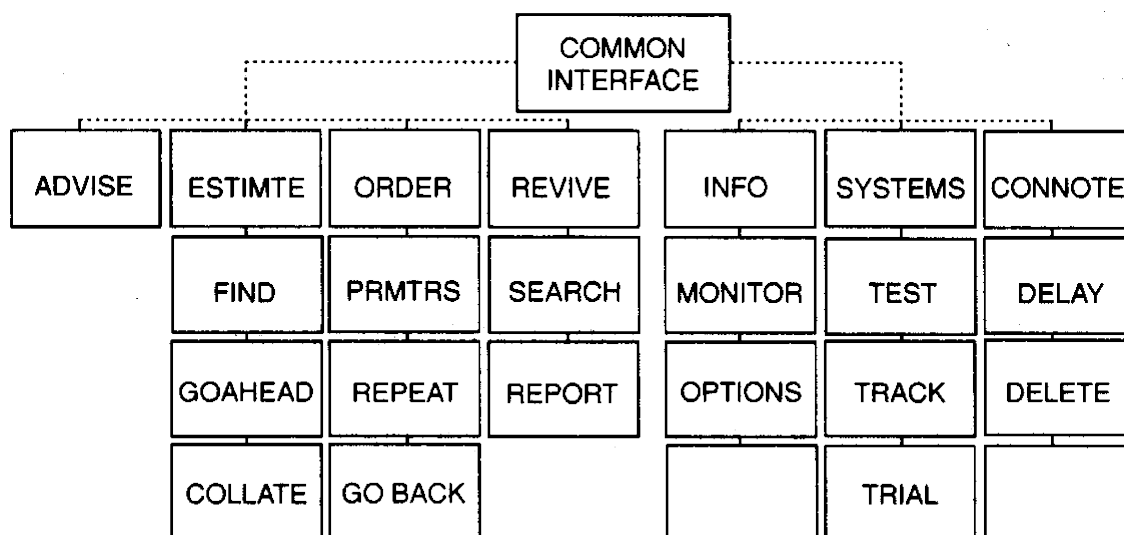 COMMON
INTERFACE
ADVISE ESTIMTE ORDER REVIVE INFO SYSTEMS CONNOTE
FIND PRMTRS SEARCH MONITOR TEST DELAY
GOAHEAD REPEAT REPORT OPTIONS TRACK DELETE
COLLATE GO BACK TRIAL